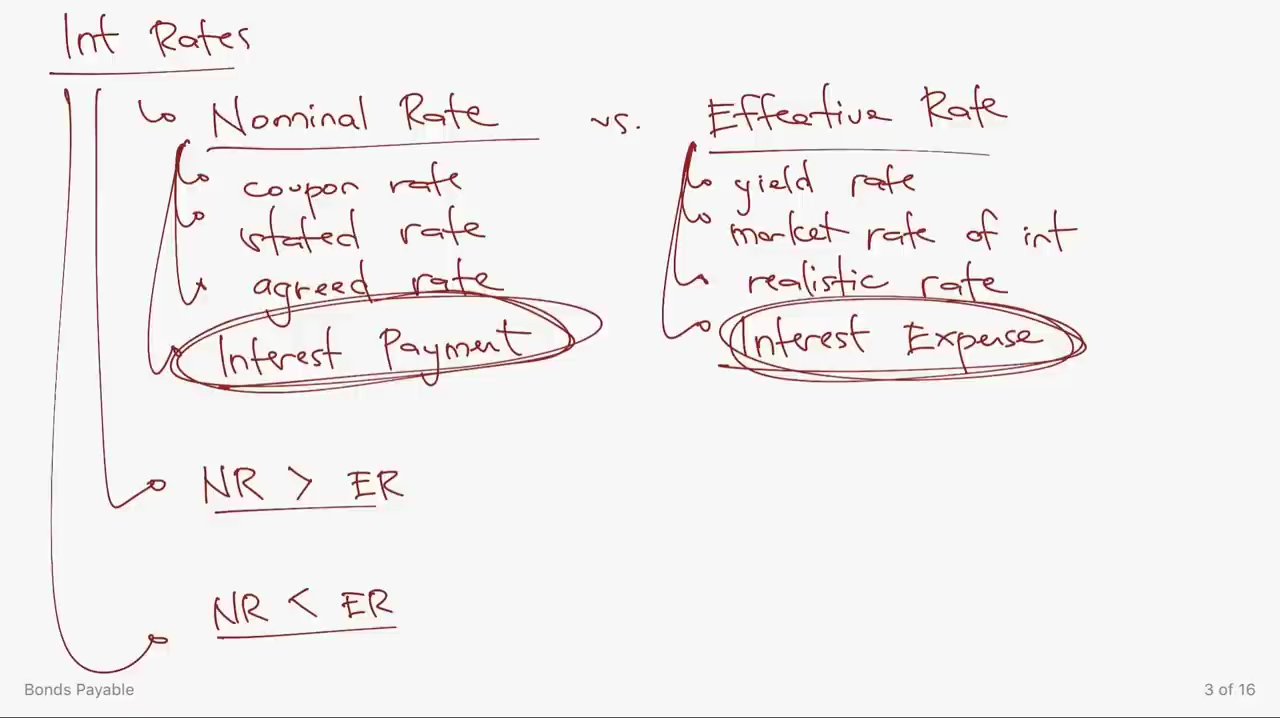 Int Rates
Nominal Rate vs. Effective Rate
coupon rate
stated rate
agreed rate
Interest Payment
yield rate
market rate of int
realistic rate
Interest Expense
NR > ER
NR < ER
Bonds Payable
3 of 16